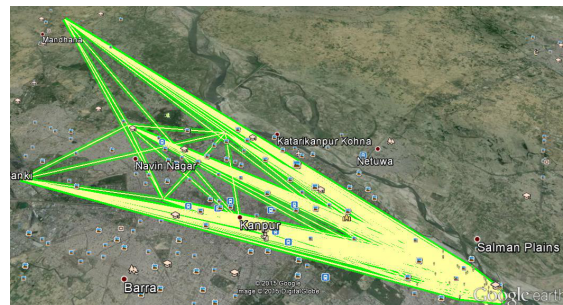 Mandhana
Katarikanpur Kohna
Netuwa
Navin Nagar
anki
Kanpur
Salman Plains
Barra
© 2015 Google
Image © 2015 DigitalGlobe
Google earth